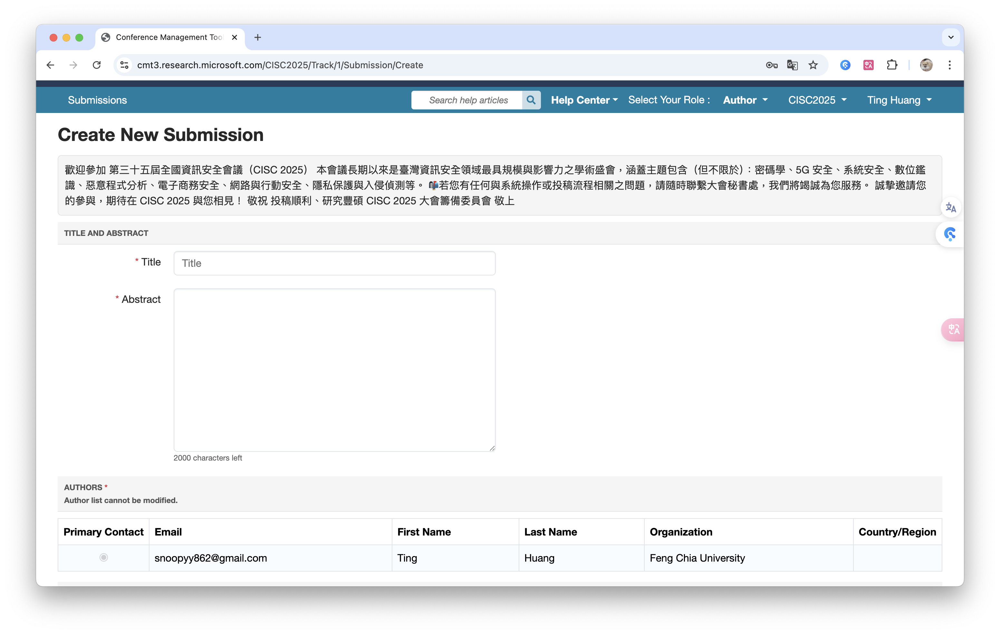 Conference Management Too
cmt3.research.microsoft.com/CISC2025/Track/1/Submission/Create
Submissions
Search help articles
Help Center
Select Your Role :
Author
CISC2025
Ting Huang
Create New Submission
歡迎參加 第三十五屆全國資訊安全會議（CISC 2025） 本會議長期以來是臺灣資訊安全領域最具規模與影響力之學術盛會，涵蓋主題包含（但不限於）：密碼學、5G 安全、系統安全、數位鑑
識、惡意程式分析、電子商務安全、網路與行動安全、隱私保護與入侵偵測等。 📬若您有任何與系統操作或投稿流程相關之問題，請隨時聯繫大會秘書處，我們將竭誠為您服務。 誠摯邀請您
的參與，期待在 CISC 2025 與您相見！ 敬祝 投稿順利、研究豐碩 CISC 2025 大會籌備委員會 敬上
TITLE AND ABSTRACT
* Title
Title
* Abstract
2000 characters left
AUTHORS *
Author list cannot be modified.
Primary Contact Email First Name Last Name Organization Country/Region
snoopyy862@gmail.com Ting Huang Feng Chia University